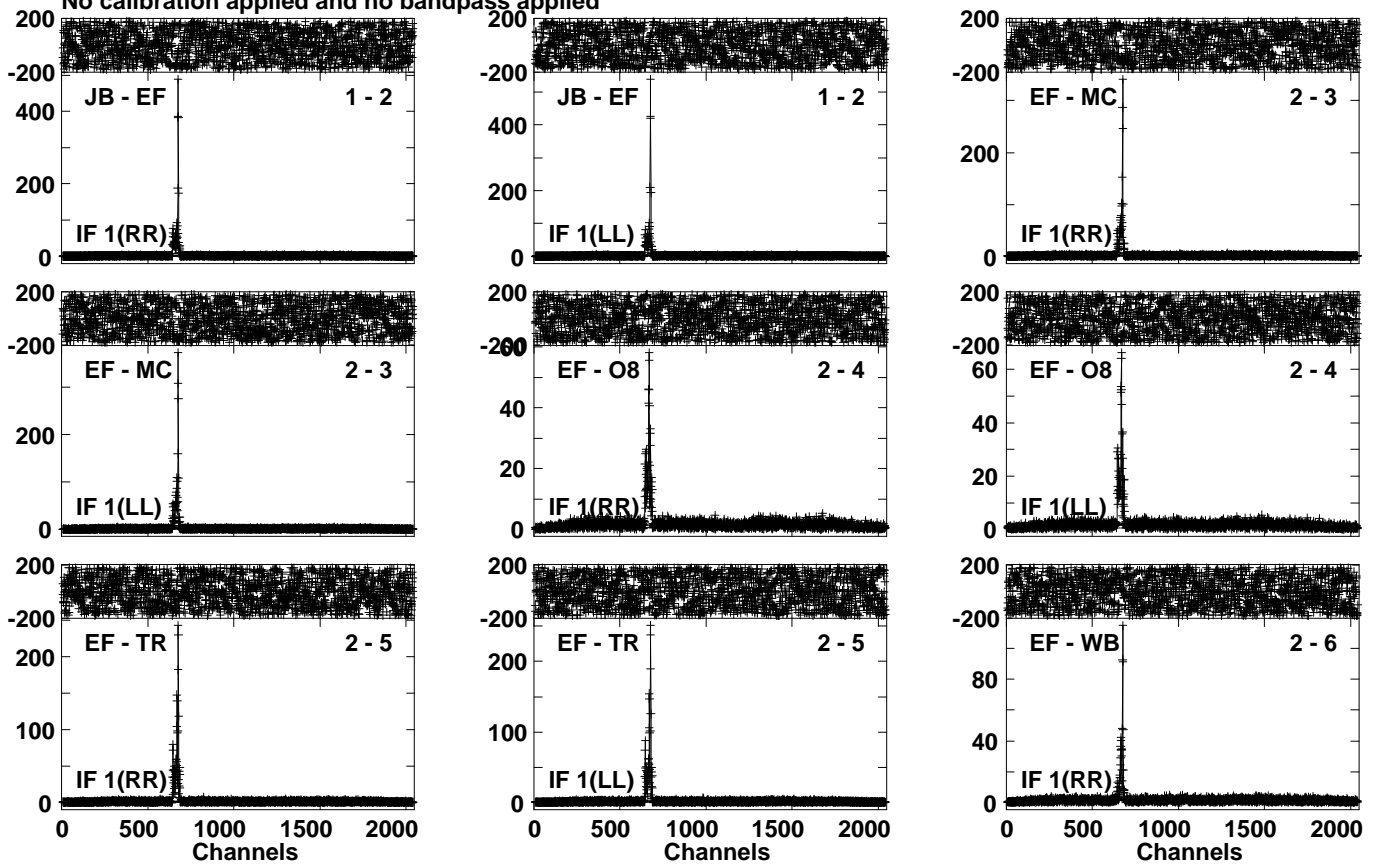 No calibration applied and no bandpass applied
200 200 200
-200 -200 -200
JB - EF 1 - 2 JB - EF 1 - 2 EF - MC 2 - 3
400 400 200
200 200
IF 1(RR) IF 1(LL) IF 1(RR)
0 0 0
200 200 200
-200 -200 -200
60
EF - MC 2 - 3 EF - O8 2 - 4 EF - O8 2 - 4
60
200 40 40
20 20
IF 1(LL) IF 1(RR) IF 1(LL)
0 0 0
200 200 200
-200 -200 -200
EF - TR 2 - 5 EF - TR 2 - 5 EF - WB 2 - 6
200 200 80
100 100 40
IF 1(RR) IF 1(LL) IF 1(RR)
0 0 0
0 500 1000 1500 2000 0 500 1000 1500 2000 0 500 1000 1500 2000
Channels Channels Channels